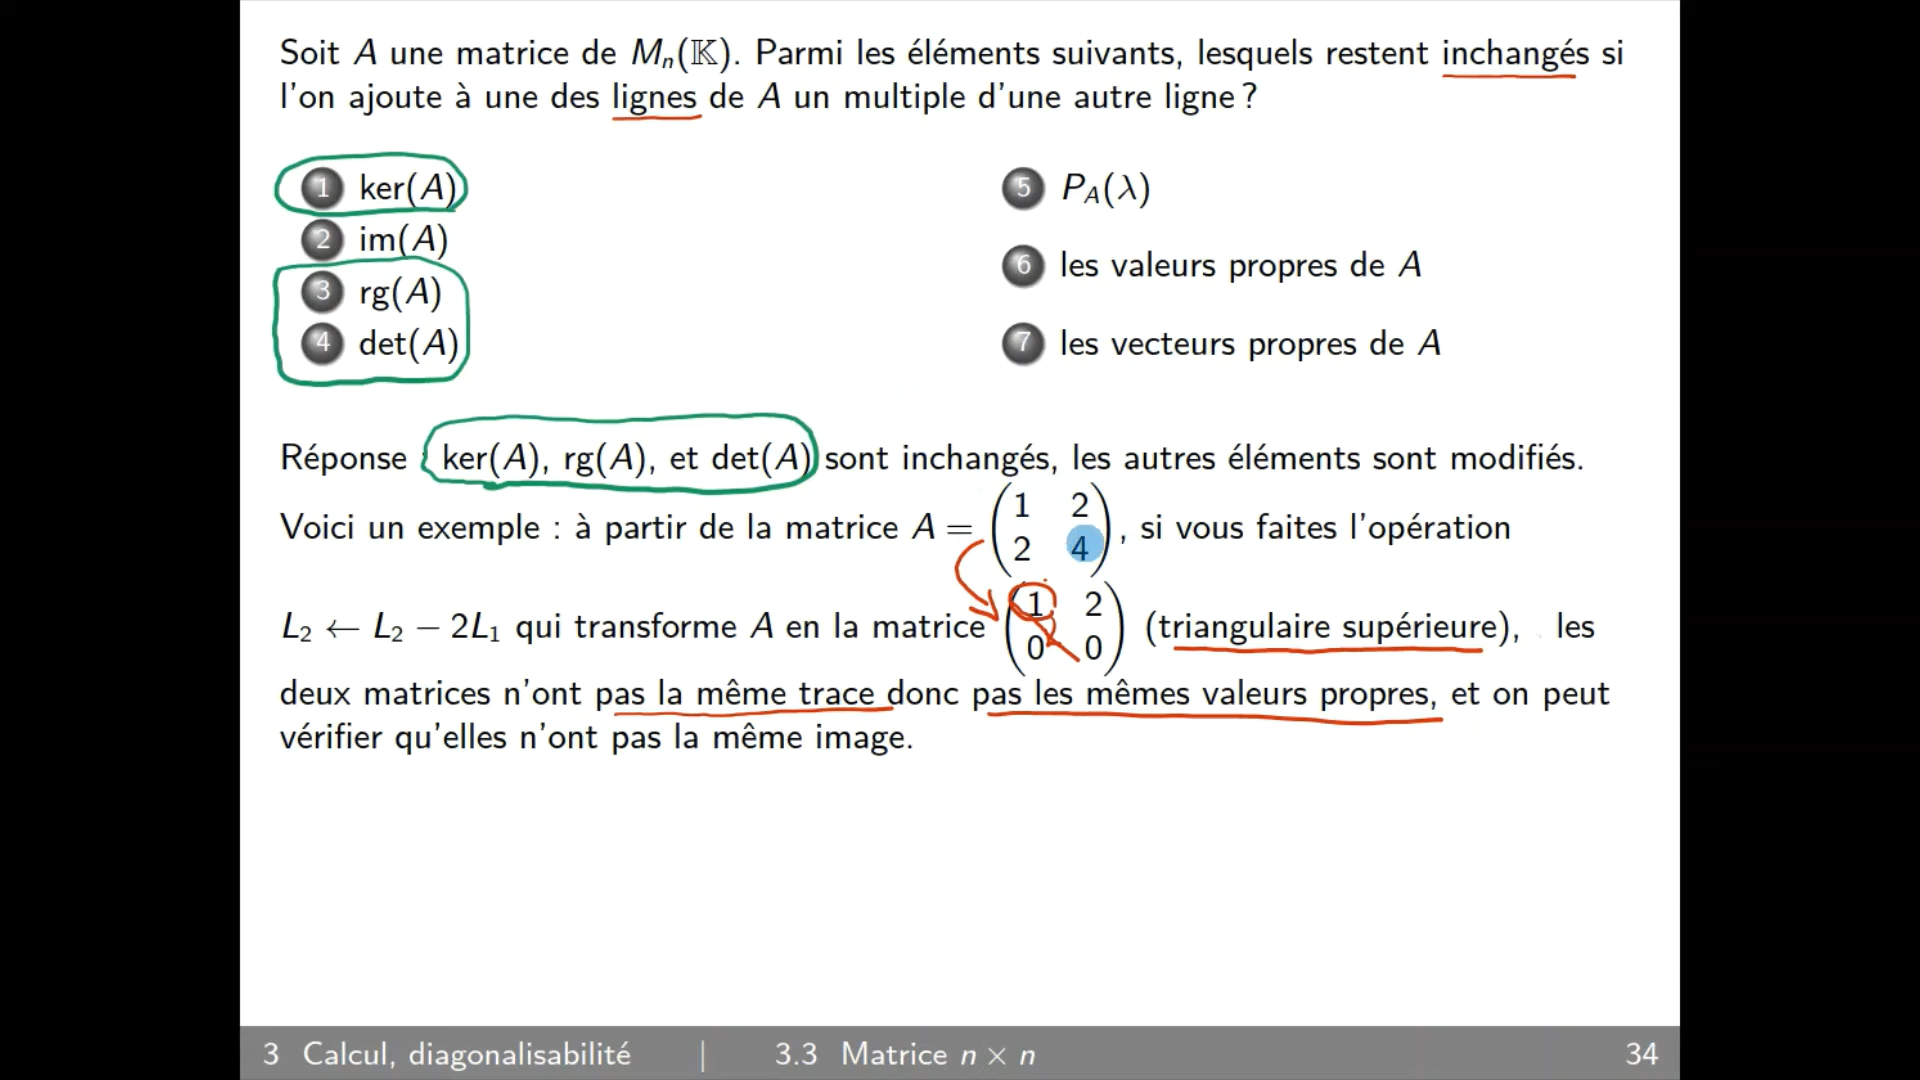 Soit A une matrice de Mₙ(𝕂). Parmi les éléments suivants, lesquels restent inchangés si
l'on ajoute à une des lignes de A un multiple d'une autre ligne ?
1 ker(A)
2 im(A)
3 rg(A)
4 det(A)
5 P_A(λ)
6 les valeurs propres de A
7 les vecteurs propres de A
Réponse : ker(A), rg(A), et det(A) sont inchangés, les autres éléments sont modifiés.
Voici un exemple : à partir de la matrice A = (1 2; 2 4), si vous faites l'opération
L₂ ← L₂ − 2L₁ qui transforme A en la matrice (1 2; 0 0) (triangulaire supérieure), les
deux matrices n'ont pas la même trace donc pas les mêmes valeurs propres, et on peut
vérifier qu'elles n'ont pas la même image.
3 Calcul, diagonalisabilité | 3.3 Matrice n × n 34